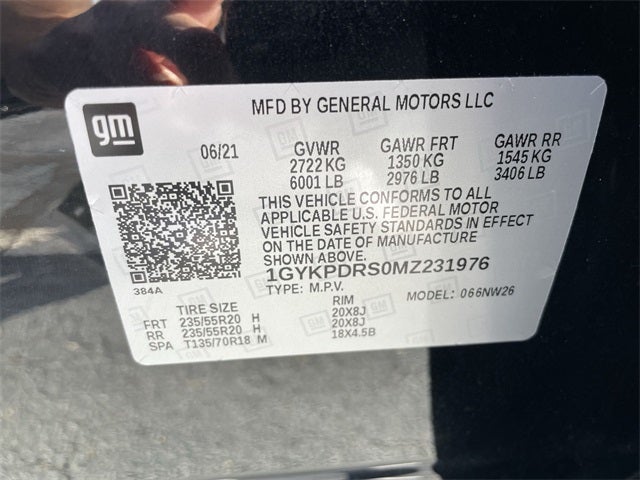 gm
MFD BY GENERAL MOTORS LLC
06/21 GVWR GAWR FRT GAWR RR
2722 KG 1350 KG 1545 KG
6001 LB 2976 LB 3406 LB
THIS VEHICLE CONFORMS TO ALL
APPLICABLE U.S. FEDERAL MOTOR
VEHICLE SAFETY STANDARDS IN EFFECT
ON THE DATE OF MANUFACTURE
SHOWN ABOVE.
1GYKPDRS0MZ231976
384A
TYPE: M.P.V. MODEL: 066NW26
TIRE SIZE RIM
FRT 235/55R20 H 20X8J
RR 235/55R20 H 20X8J
SPA T135/70R18 M 18X4.5B